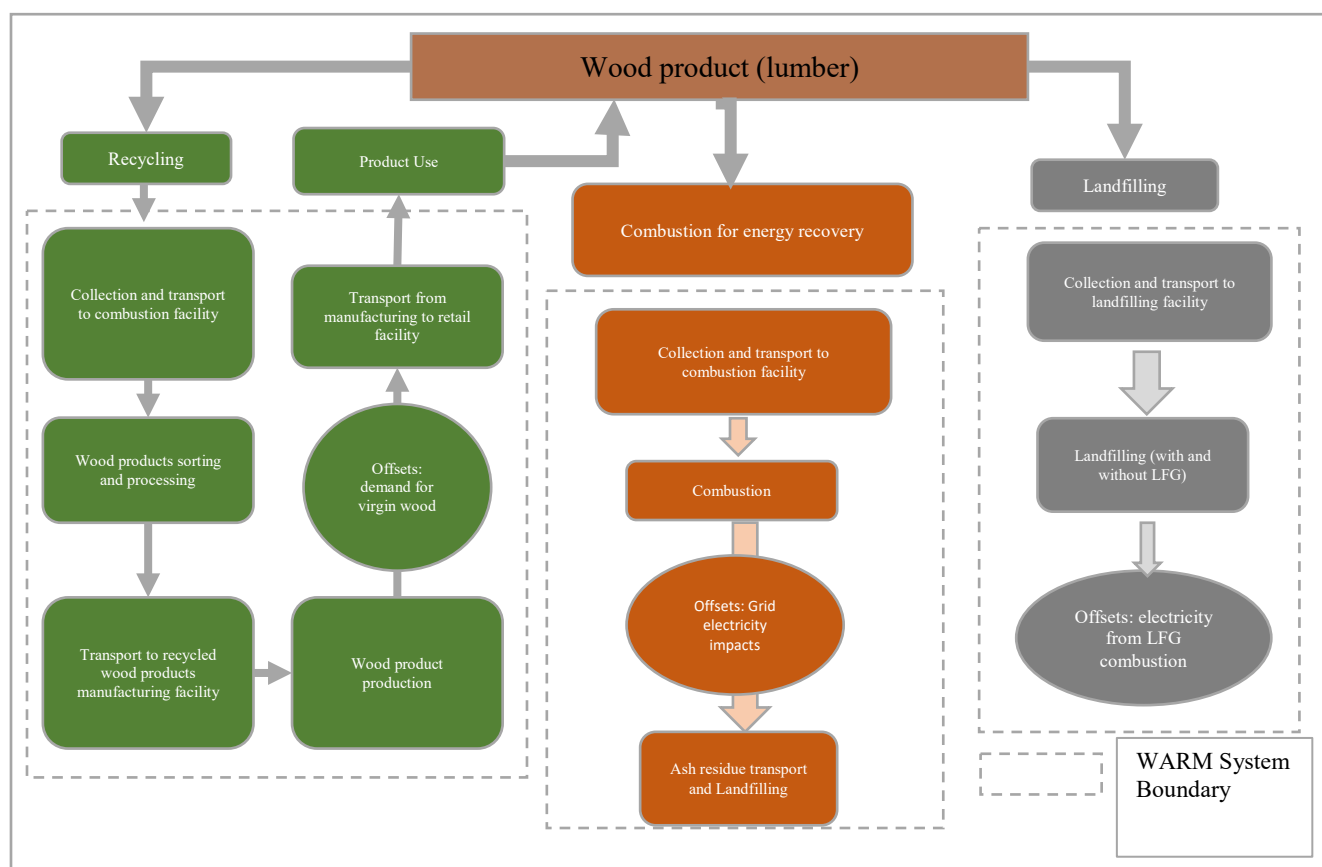 Wood product (lumber)
Recycling
Collection and transport
to combustion facility
Wood products sorting
and processing
Transport to recycled
wood products
manufacturing facility
Wood product
production
Offsets:
demand for
virgin wood
Transport from
manufacturing to retail
facility
Product Use
Combustion for energy recovery
Collection and transport to
combustion facility
Combustion
Offsets: Grid
electricity
impacts
Ash residue transport
and Landfilling
Landfilling
Collection and transport to
landfilling facility
Landfilling (with and
without LFG)
Offsets: electricity
from LFG
combustion
WARM System
Boundary